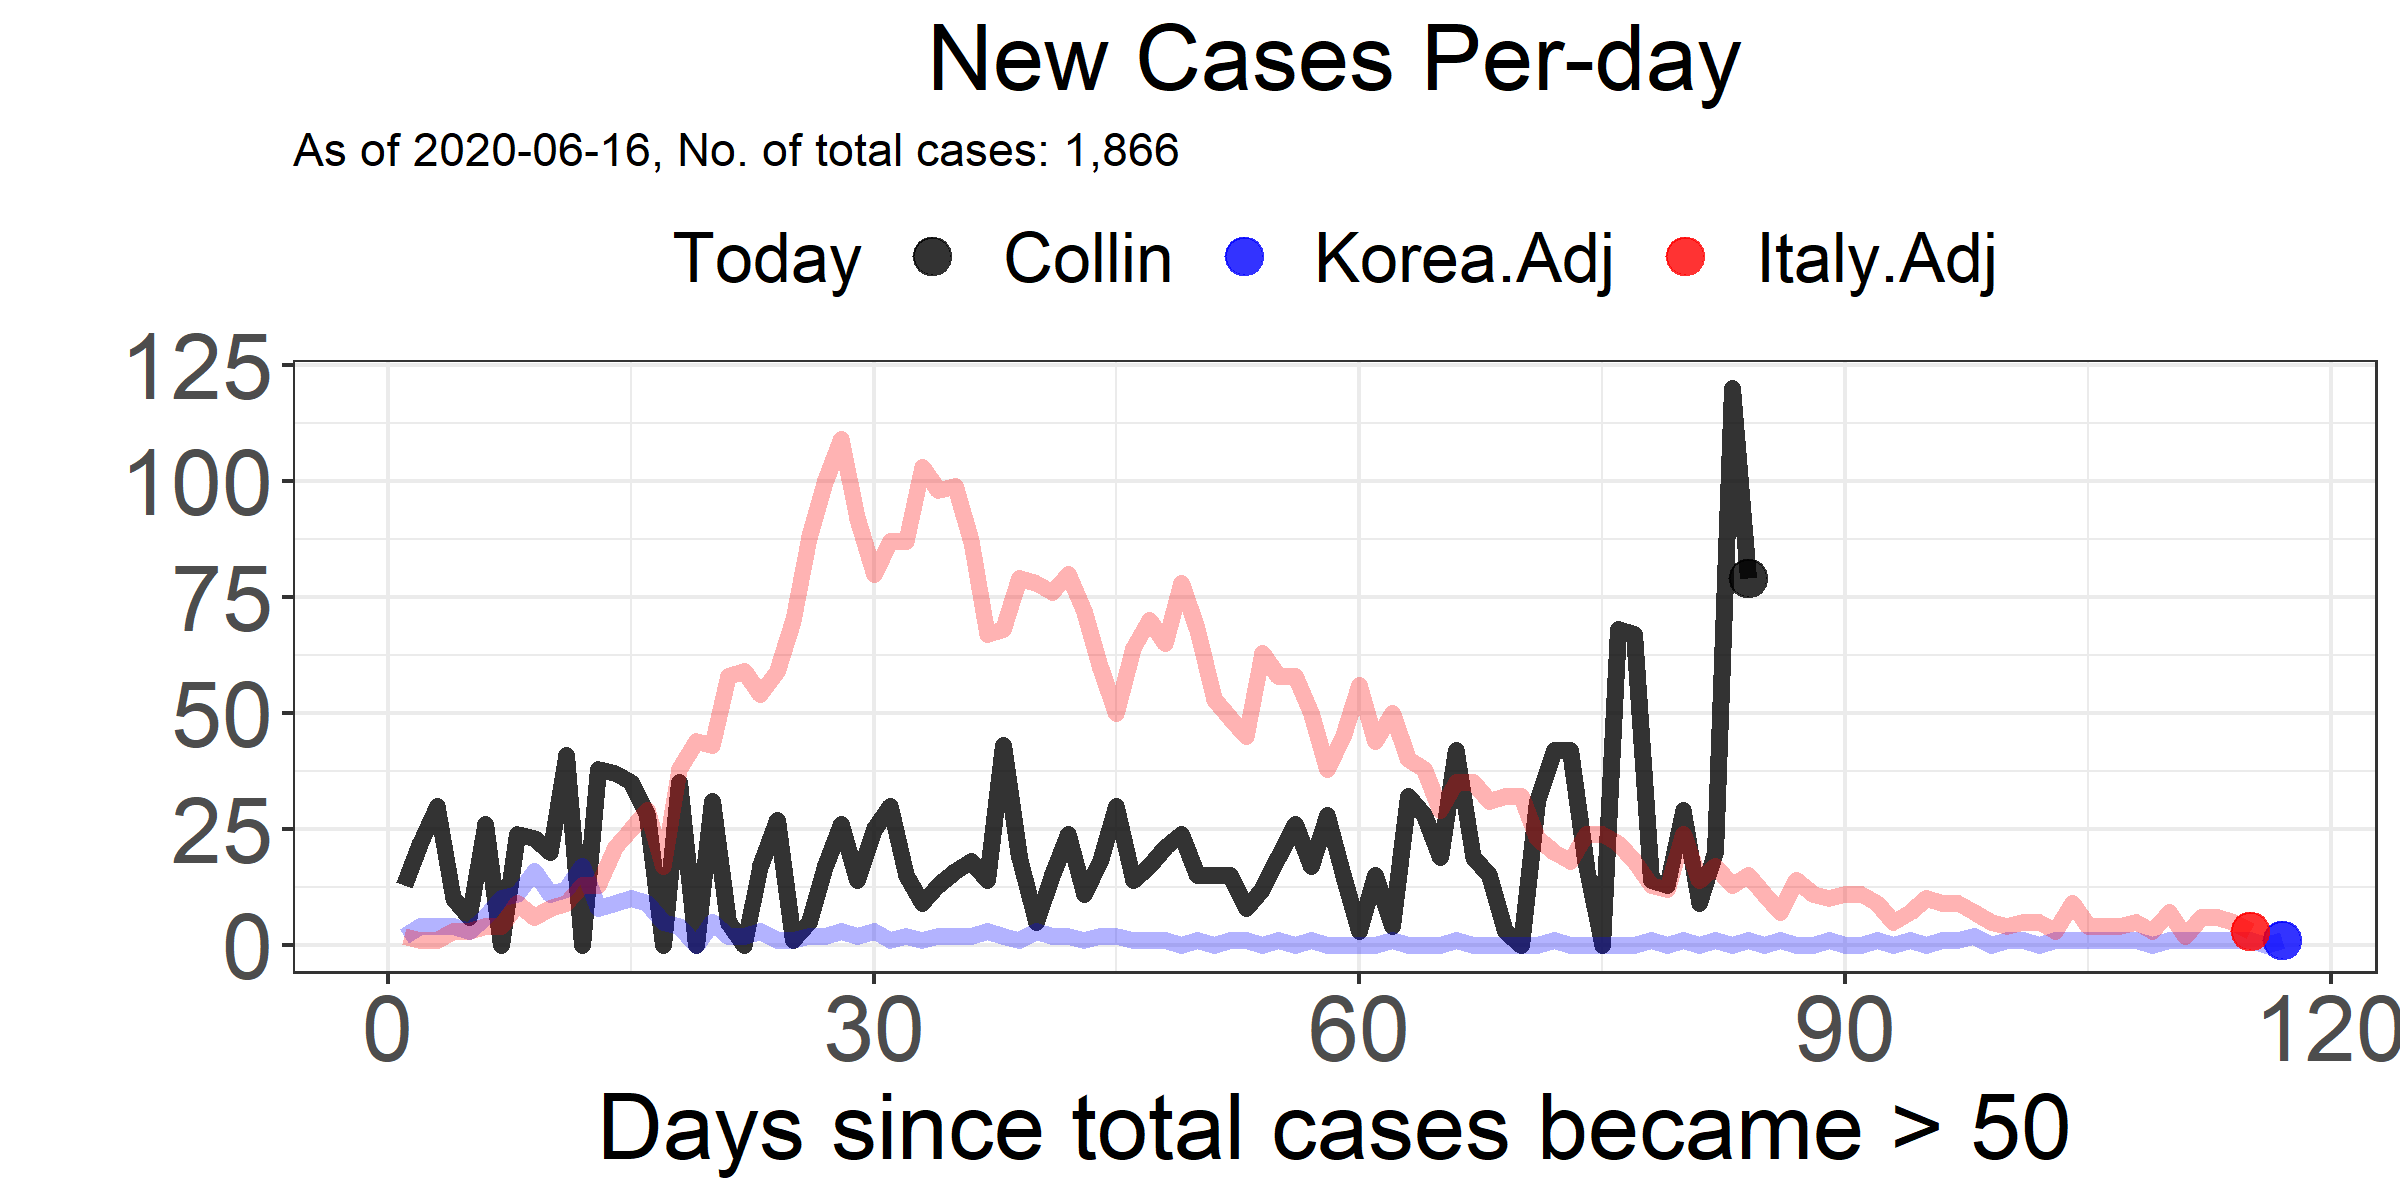 New Cases Per-day
As of 2020-06-16, No. of total cases: 1,866
Today Collin Korea.Adj Italy.Adj
125
100
75
50
25
0
0 30 60 90 120
Days since total cases became > 50